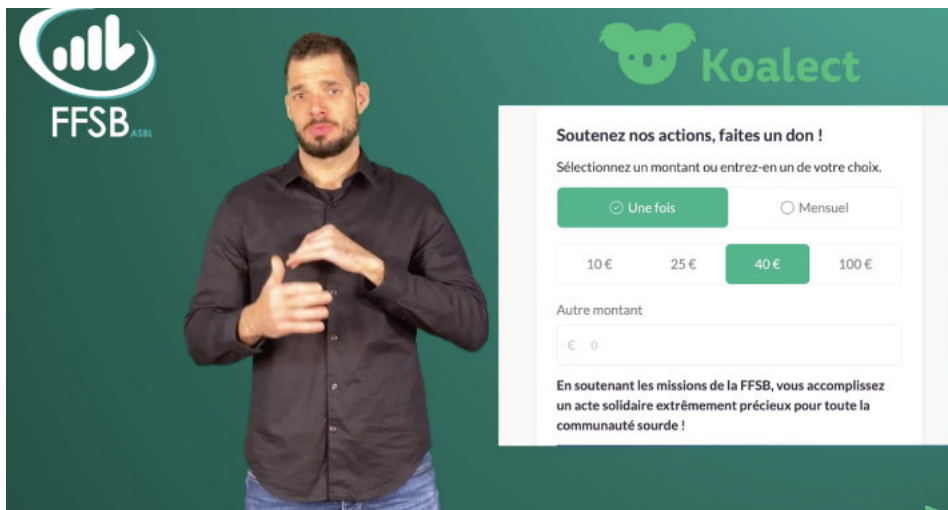 FFSB ASBL
Koalect
Soutenez nos actions, faites un don !
Sélectionnez un montant ou entrez-en un de votre choix.
Une fois Mensuel
10 € 25 € 40 € 100 €
Autre montant
€ 0
En soutenant les missions de la FFSB, vous accomplissez
un acte solidaire extrêmement précieux pour toute la
communauté sourde !